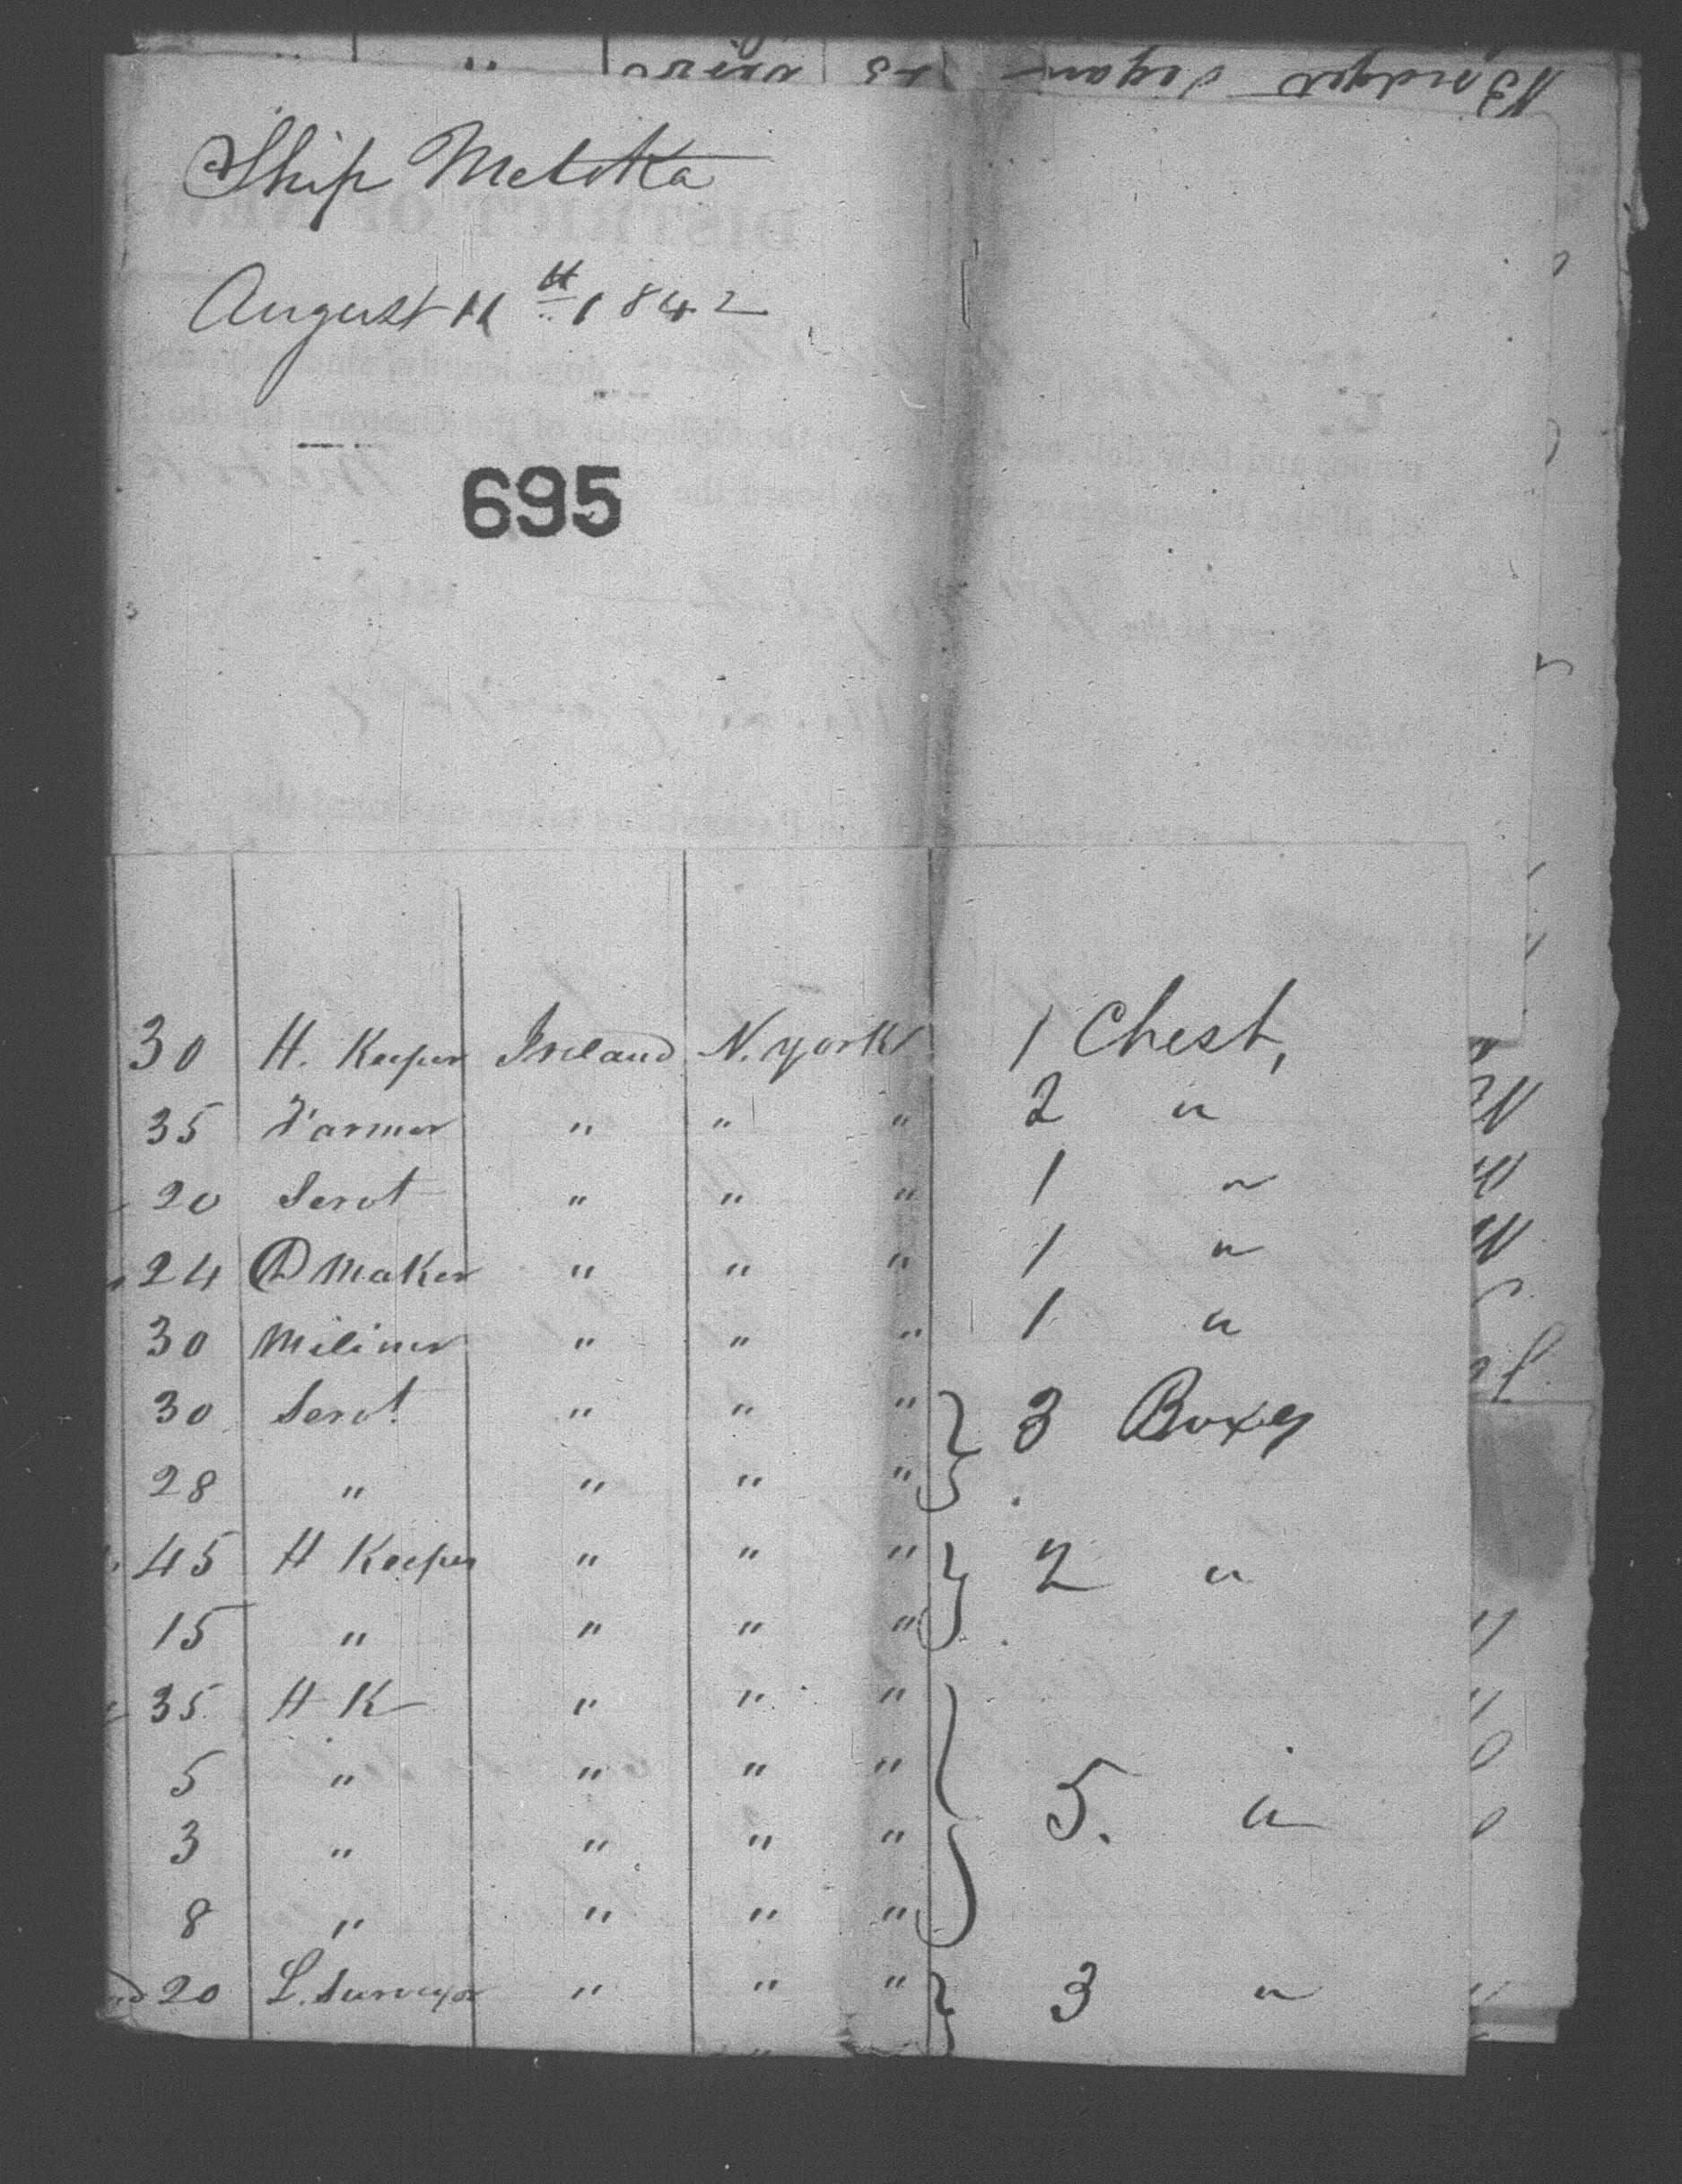 Ship Metoka
August 11th 1842
695
30 H. Keeper Ireland N. york 1 Chest,
35 Farmer " " " 2 "
20 Servt " " " 1 "
24 D Maker " " " 1 "
30 Miliner " " " 1 "
30 Servt " " " } 3 Boxes
28 " " " "
45 H Keeper " " " } 2 "
15 " " " "
35 H K " " " } 5. "
5 " " " "
3 " " " "
8 " " " "
20 L. Surveyor " " " } 3 "